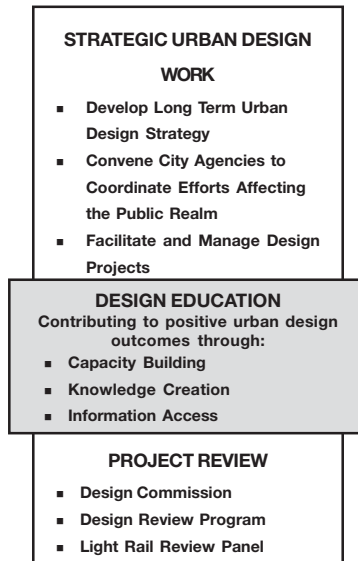 STRATEGIC URBAN DESIGN
WORK
▪ Develop Long Term Urban
Design Strategy
▪ Convene City Agencies to
Coordinate Efforts Affecting
the Public Realm
▪ Facilitate and Manage Design
Projects
DESIGN EDUCATION
Contributing to positive urban design
outcomes through:
▪ Capacity Building
▪ Knowledge Creation
▪ Information Access
PROJECT REVIEW
▪ Design Commission
▪ Design Review Program
▪ Light Rail Review Panel